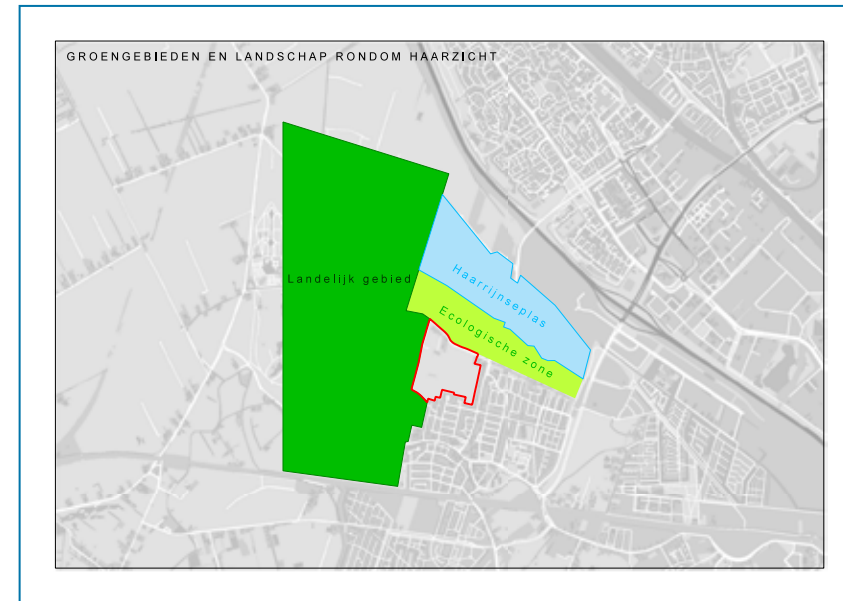 GROENGEBIEDEN EN LANDSCHAP RONDOM HAARZICHT
Landelijk gebied
Haarrijnseplas
Ecologische zone